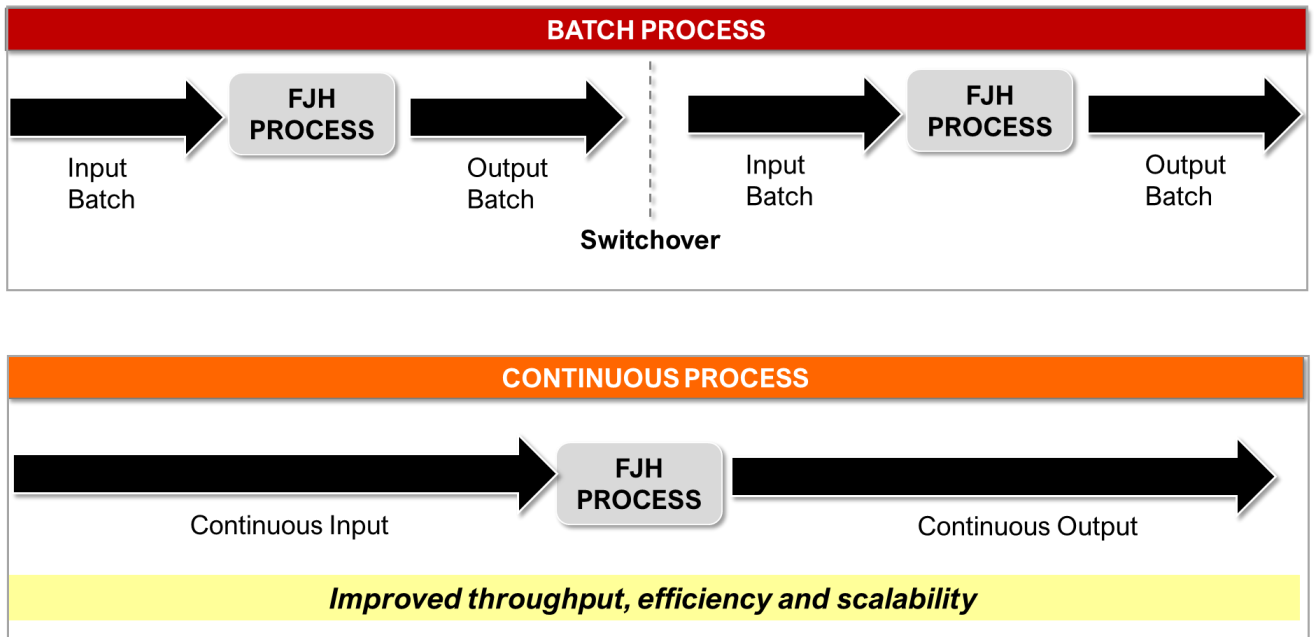 BATCH PROCESS
FJH
PROCESS
Input
Batch
Output
Batch
Switchover
FJH
PROCESS
Input
Batch
Output
Batch
CONTINUOUS PROCESS
FJH
PROCESS
Continuous Input
Continuous Output
Improved throughput, efficiency and scalability